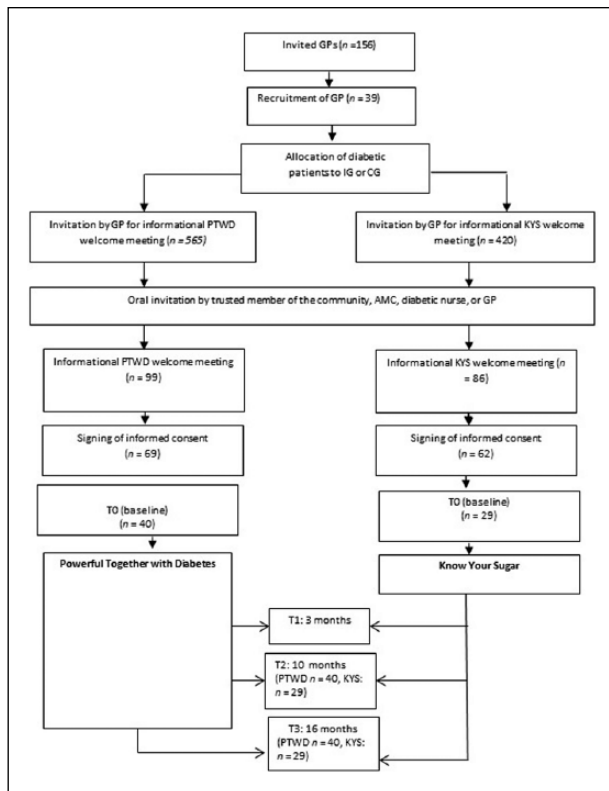 Invited GPs (n =156)
Recruitment of GP (n = 39)
Allocation of diabetic
patients to IG or CG
Invitation by GP for informational PTWD
welcome meeting (n = 565)
Invitation by GP for informational KYS welcome
meeting (n = 420)
Oral invitation by trusted member of the community, AMC, diabetic nurse, or GP
Informational PTWD welcome meeting
(n = 99)
Informational KYS welcome meeting (n
= 86)
Signing of informed consent
(n = 69)
Signing of informed consent
(n = 62)
T0 (baseline)
(n = 40)
T0 (baseline)
(n = 29)
Powerful Together with Diabetes
Know Your Sugar
T1: 3 months
T2: 10 months
(PTWD n = 40, KYS:
n = 29)
T3: 16 months
(PTWD n = 40, KYS:
n = 29)